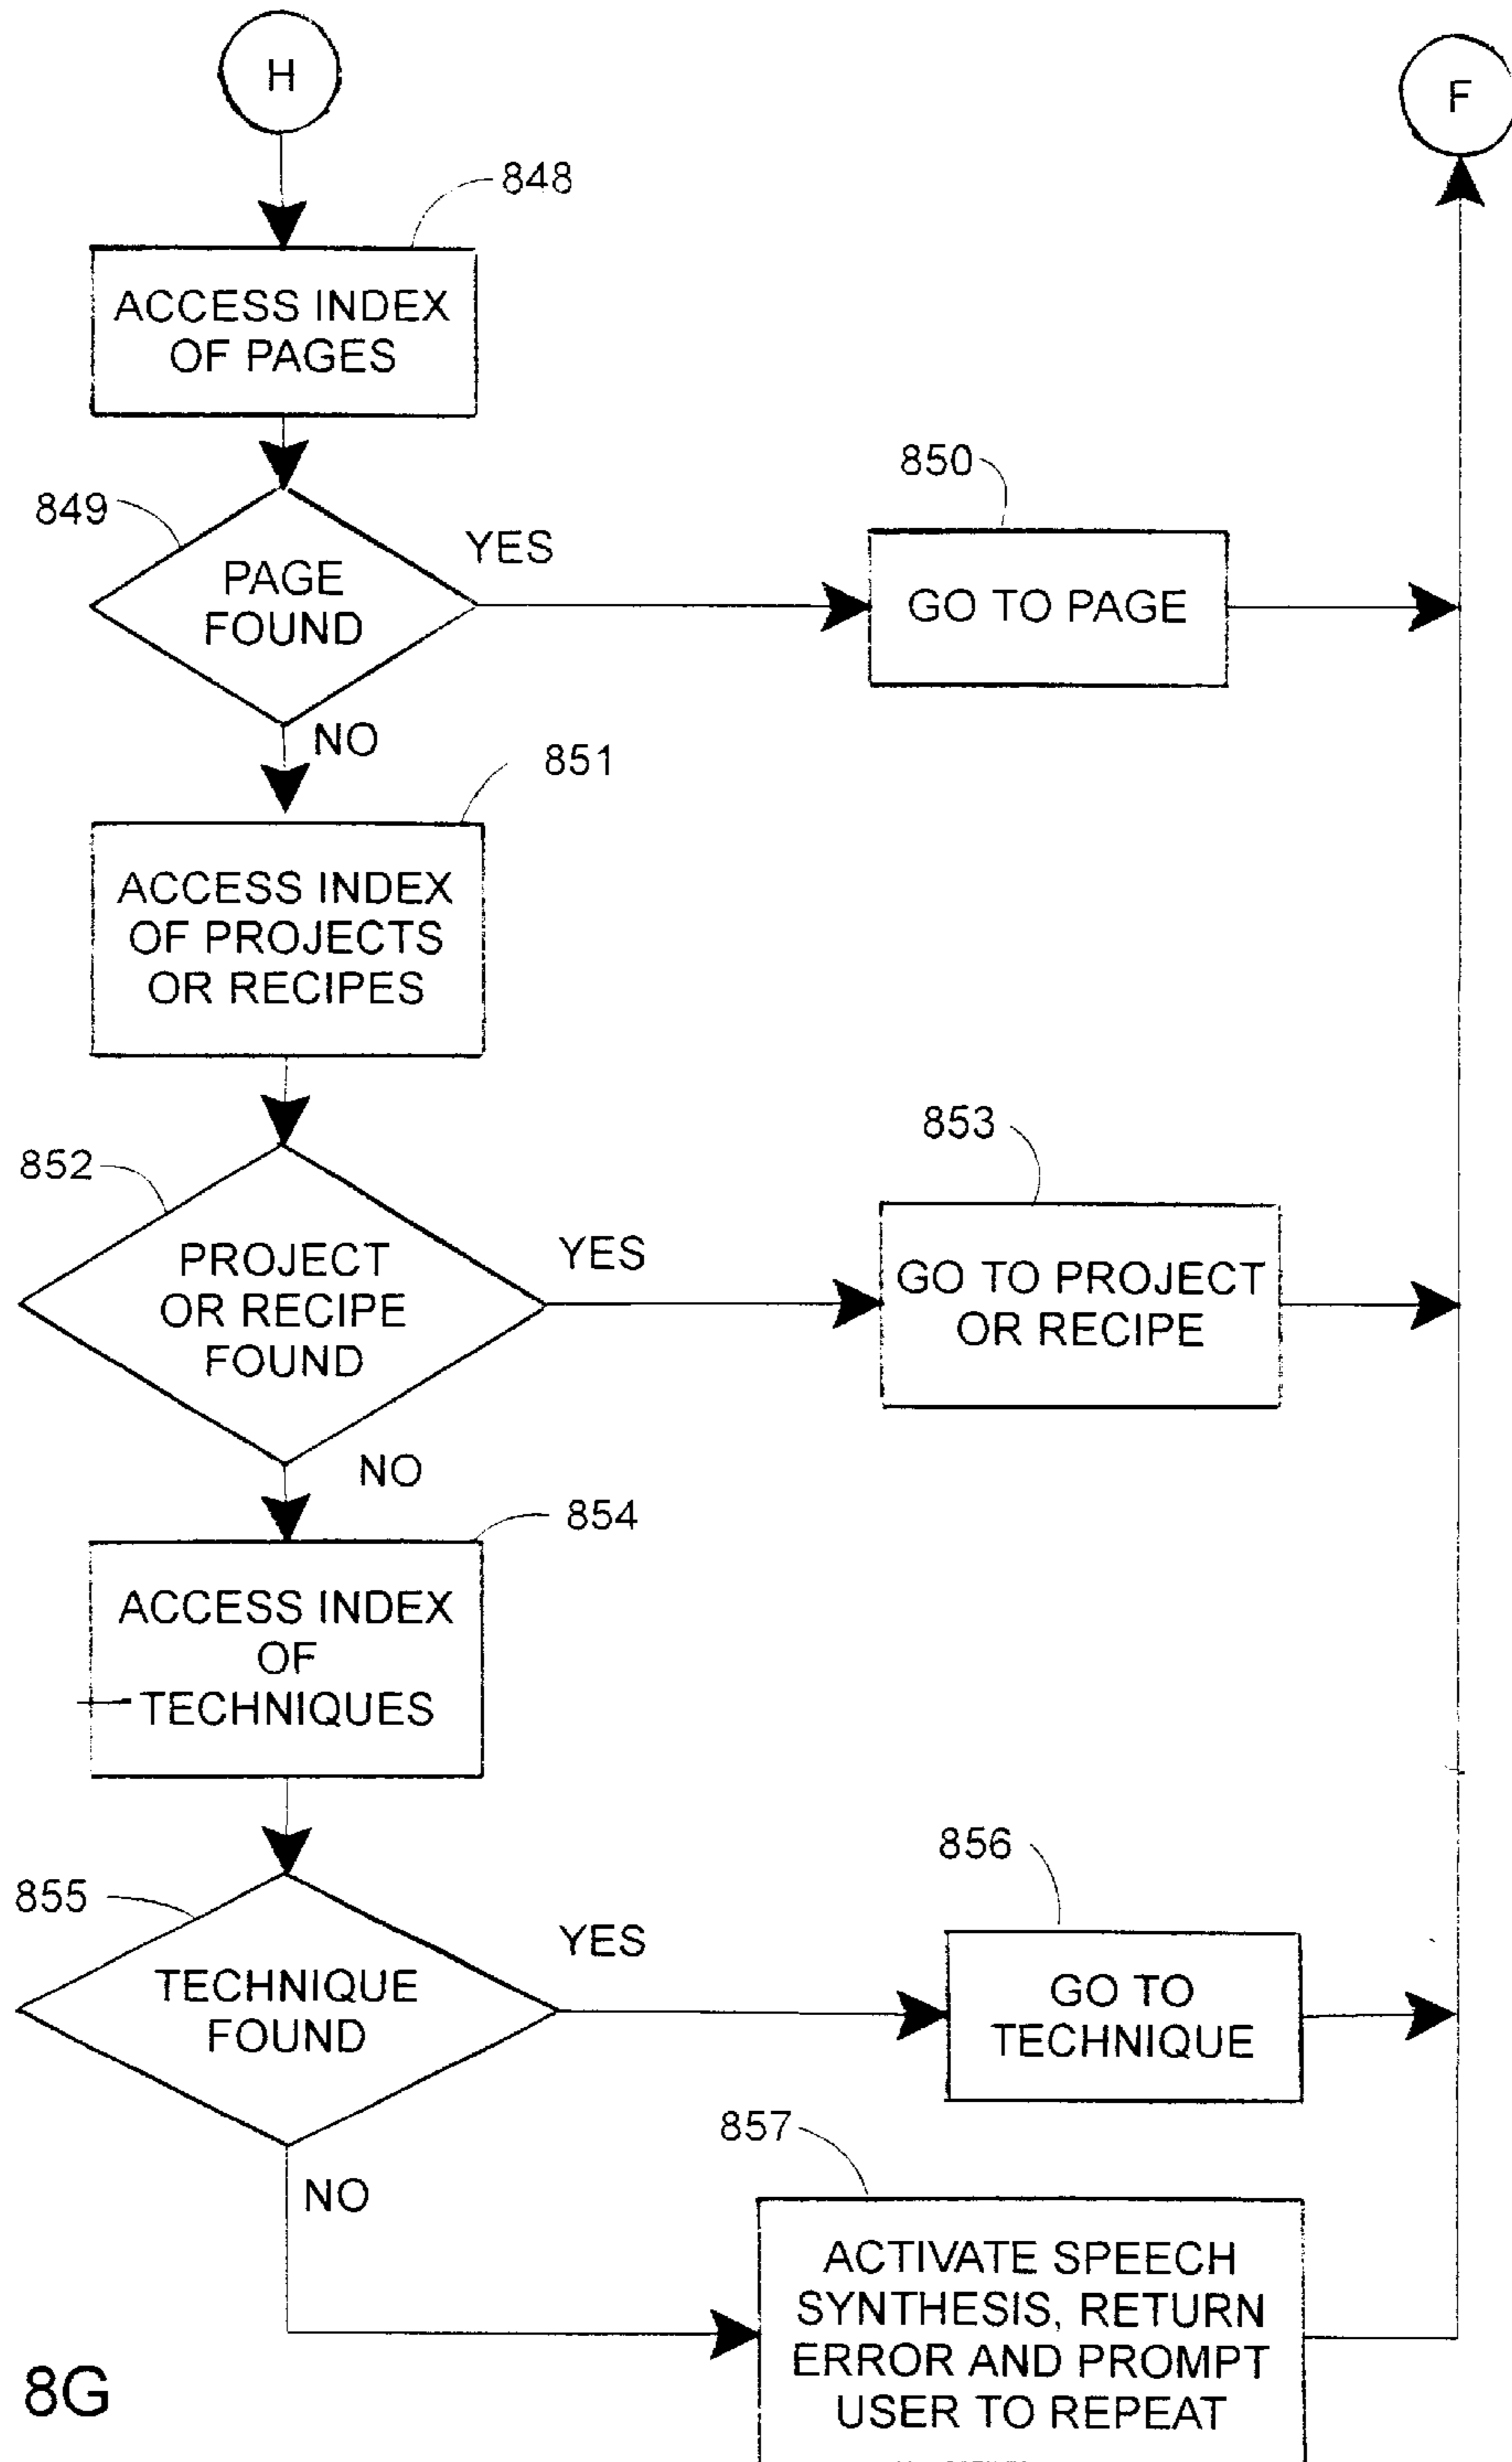 H
F
848
ACCESS INDEX
OF PAGES
849
PAGE
FOUND
YES
850
GO TO PAGE
NO
851
ACCESS INDEX
OF PROJECTS
OR RECIPES
852
PROJECT
OR RECIPE
FOUND
YES
853
GO TO PROJECT
OR RECIPE
NO
854
ACCESS INDEX
OF
TECHNIQUES
855
TECHNIQUE
FOUND
YES
856
GO TO
TECHNIQUE
NO
857
ACTIVATE SPEECH
SYNTHESIS, RETURN
ERROR AND PROMPT
USER TO REPEAT
8G